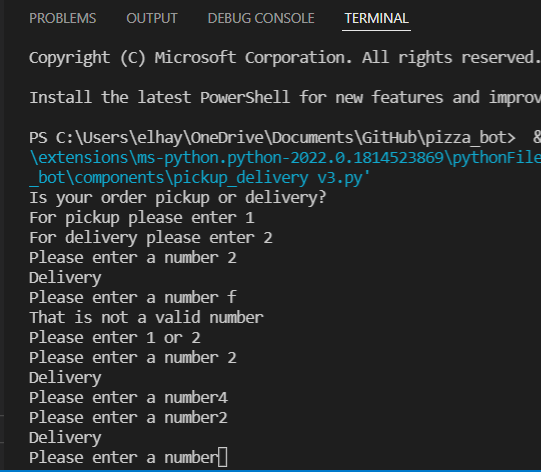 PROBLEMS OUTPUT DEBUG CONSOLE TERMINAL
Copyright (C) Microsoft Corporation. All rights reserved.
Install the latest PowerShell for new features and improv
PS C:\Users\elhay\OneDrive\Documents\GitHub\pizza_bot> &
\extensions\ms-python.python-2022.0.1814523869\pythonFile
_bot\components\pickup_delivery v3.py'
Is your order pickup or delivery?
For pickup please enter 1
For delivery please enter 2
Please enter a number 2
Delivery
Please enter a number f
That is not a valid number
Please enter 1 or 2
Please enter a number 2
Delivery
Please enter a number4
Please enter a number2
Delivery
Please enter a number